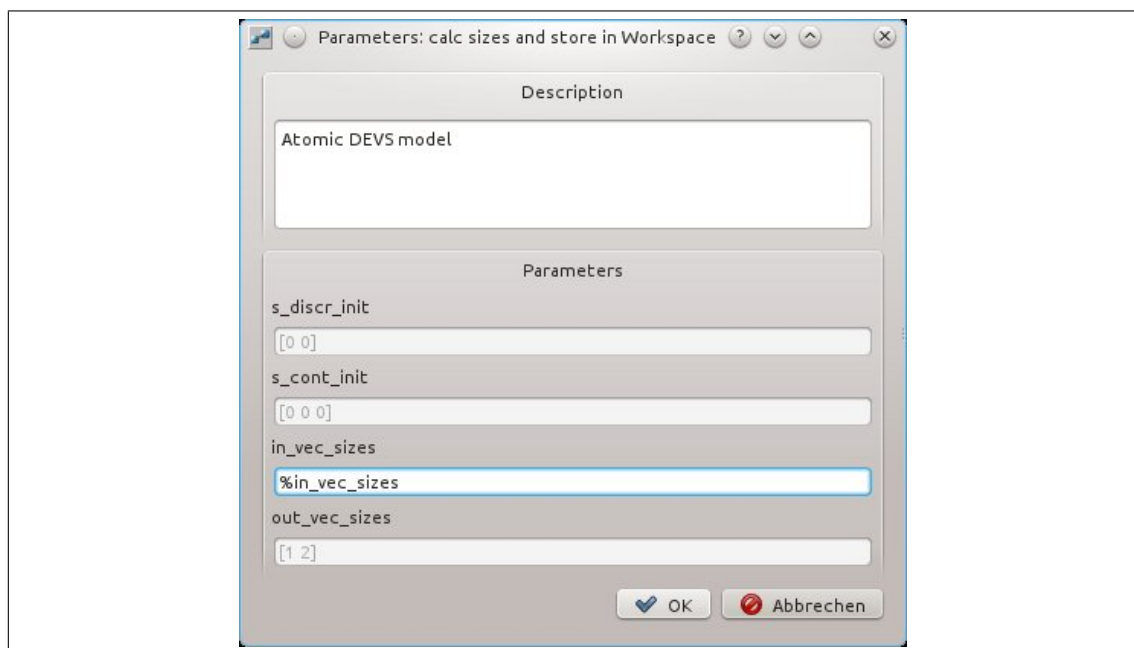 Parameters: calc sizes and store in Workspace
Description
Atomic DEVS model
Parameters
s_discr_init
[0 0]
s_cont_init
[0 0 0]
in_vec_sizes
%in_vec_sizes
out_vec_sizes
[1 2]
OK Abbrechen